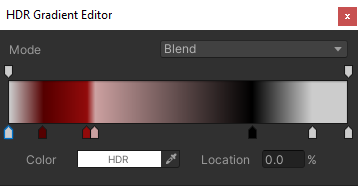 HDR Gradient Editor x
Mode Blend
Color HDR Location 0.0 %